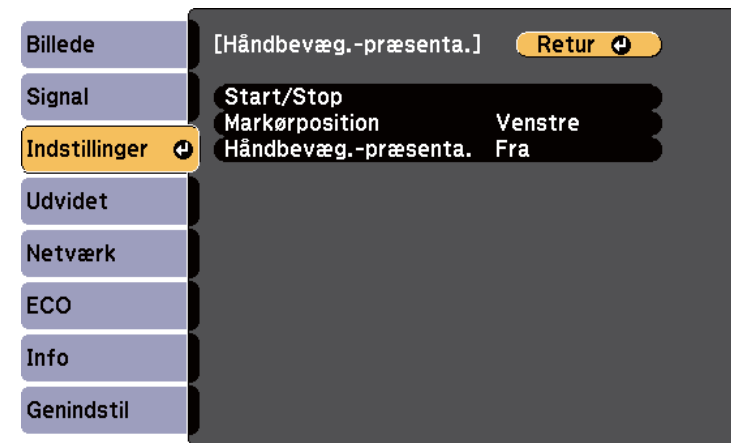 Billede
Signal
Indstillinger
Udvidet
Netværk
ECO
Info
Genindstil
[Håndbevæg.-præsenta.] Retur
Start/Stop
Markørposition Venstre
Håndbevæg.-præsenta. Fra